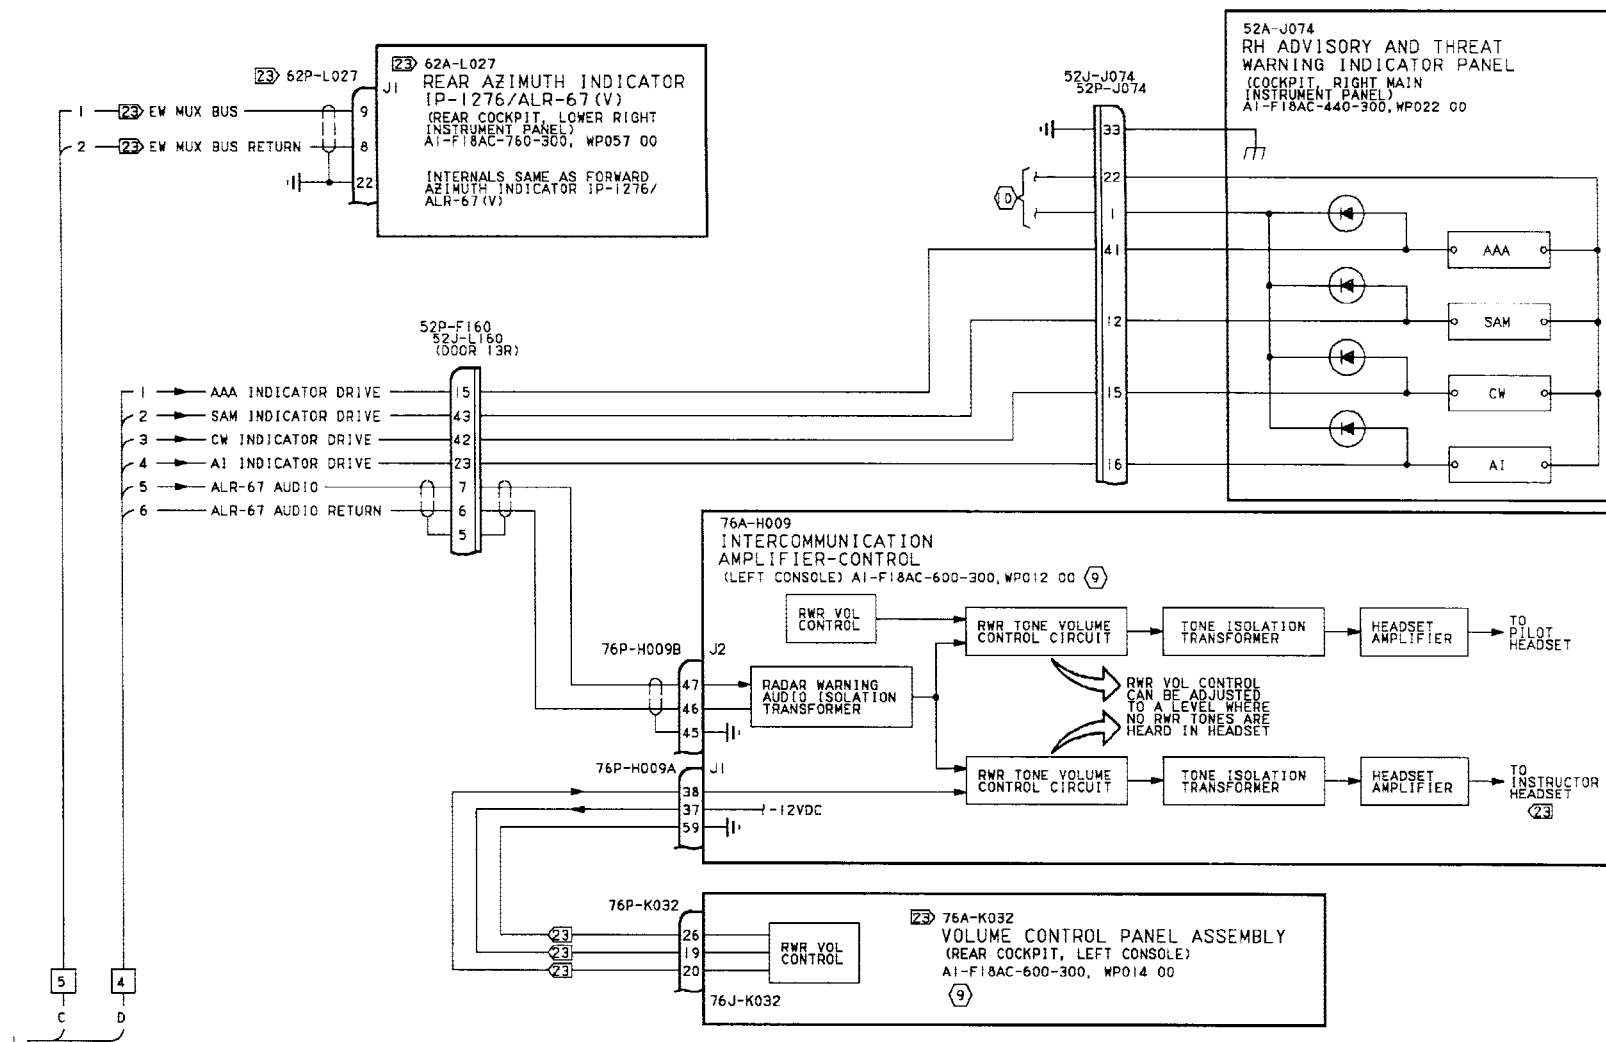 23 62P-L027
J1
23 62A-L027
REAR AZIMUTH INDICATOR
IP-1276/ALR-67(V)
(REAR COCKPIT, LOWER RIGHT
INSTRUMENT PANEL)
A1-F18AC-760-300, WP057 00
INTERNALS SAME AS FORWARD
AZIMUTH INDICATOR IP-1276/
ALR-67(V)
1 23 EW MUX BUS 9
2 23 EW MUX BUS RETURN 8
22
52J-J074
52P-J074
52A-J074
RH ADVISORY AND THREAT
WARNING INDICATOR PANEL
(COCKPIT, RIGHT MAIN
INSTRUMENT PANEL)
A1-F18AC-440-300, WP022 00
33
10
22
1
41 AAA
12 SAM
15 CW
16 AI
52P-F160
52J-L160
(DOOR 13R)
1 AAA INDICATOR DRIVE 15
2 SAM INDICATOR DRIVE 43
3 CW INDICATOR DRIVE 42
4 AI INDICATOR DRIVE 23
5 ALR-67 AUDIO 7
6 ALR-67 AUDIO RETURN 6
5
76A-H009
INTERCOMMUNICATION
AMPLIFIER-CONTROL
(LEFT CONSOLE) A1-F18AC-600-300, WP012 00 9
RWR VOL
CONTROL
RWR TONE VOLUME
CONTROL CIRCUIT
TONE ISOLATION
TRANSFORMER
HEADSET
AMPLIFIER
TO
PILOT
HEADSET
76P-H009B
J2
47
46
45
RADAR WARNING
AUDIO ISOLATION
TRANSFORMER
RWR VOL CONTROL
CAN BE ADJUSTED
TO A LEVEL WHERE
NO RWR TONES ARE
HEARD IN HEADSET
76P-H009A
J1
38
37 -12VDC
59
RWR TONE VOLUME
CONTROL CIRCUIT
TONE ISOLATION
TRANSFORMER
HEADSET
AMPLIFIER
TO
INSTRUCTOR
HEADSET
23
76P-K032
23 26
23 19
23 20
76J-K032
RWR VOL
CONTROL
23 76A-K032
VOLUME CONTROL PANEL ASSEMBLY
(REAR COCKPIT, LEFT CONSOLE)
A1-F18AC-600-300, WP014 00
9
5 4
C D